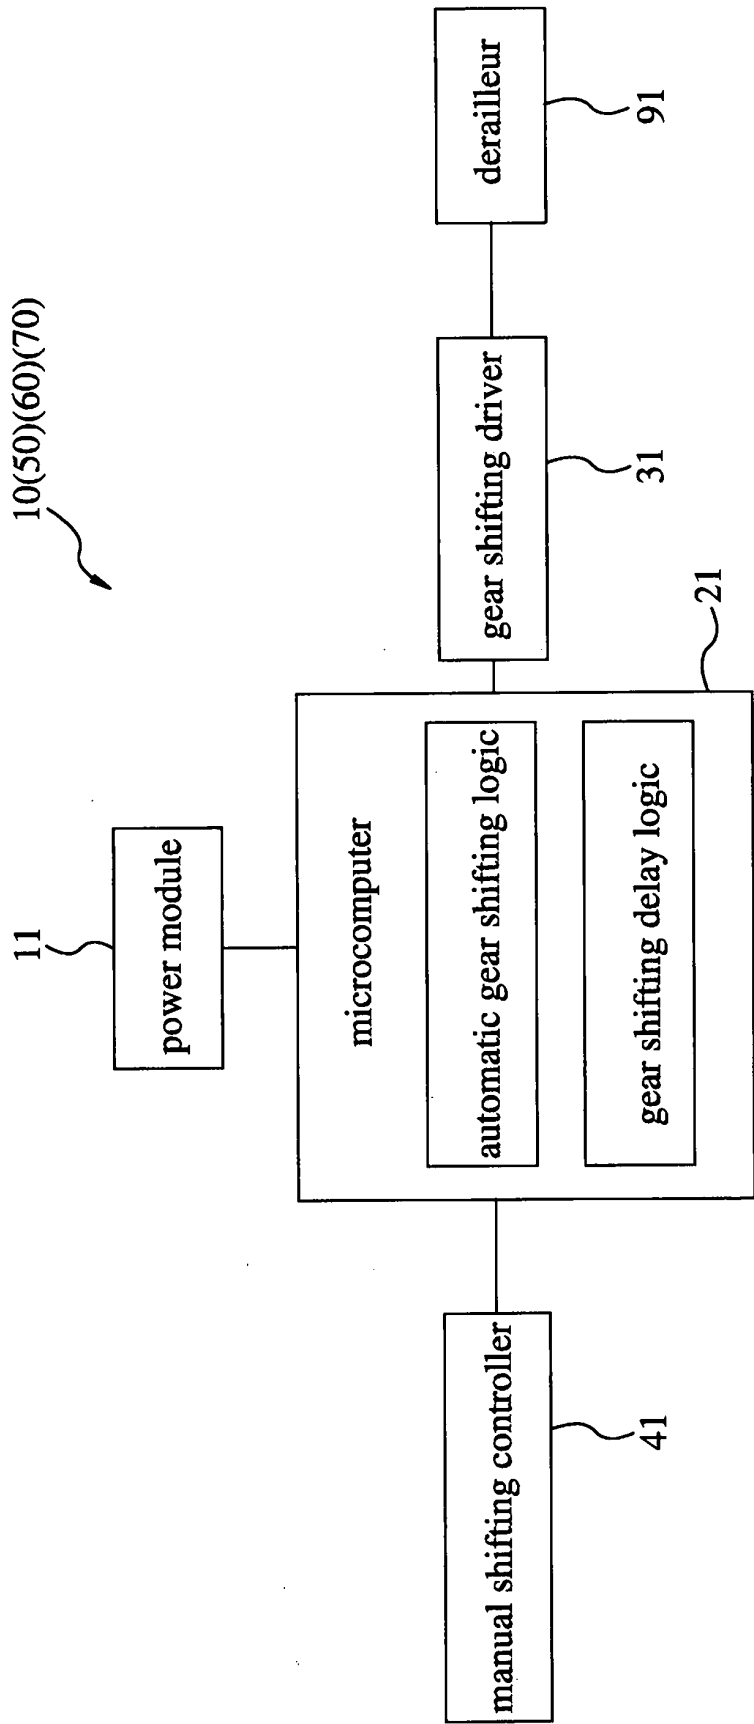 10(50)(60)(70)
11
power module
microcomputer
automatic gear shifting logic
gear shifting delay logic
21
manual shifting controller
41
gear shifting driver
31
derailleur
91